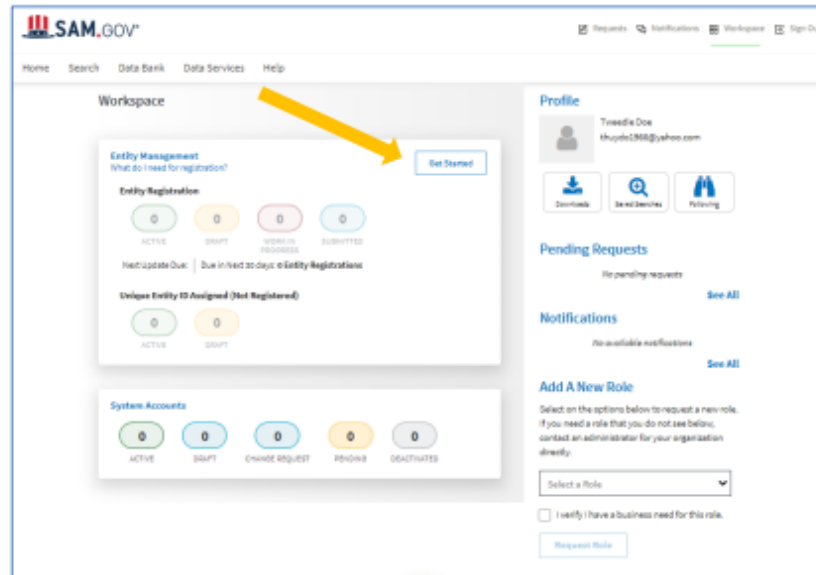 SAM.GOV®
Requests Notifications Workspace Sign Ou
Home Search Data Bank Data Services Help
Workspace
Entity Management
What do I need for registration?
Get Started
Entity Registration
0 0 0 0
ACTIVE DRAFT WORK IN PROGRESS SUBMITTED
Next Update Due: Due in Next 30 days: 0 Entity Registrations
Unique Entity ID Assigned (Not Registered)
0 0
ACTIVE DRAFT
System Accounts
0 0 0 0 0
ACTIVE DRAFT CHANGE REQUEST PENDING DEACTIVATED
Profile
Tweedie Doe
thuydo1968@yahoo.com
Downloads Saved Searches Following
Pending Requests
No pending requests
See All
Notifications
No available notifications
See All
Add A New Role
Select on the options below to request a new role.
If you need a role that you do not see below,
contact an administrator for your organization
directly.
Select a Role
I verify I have a business need for this role.
Request Role